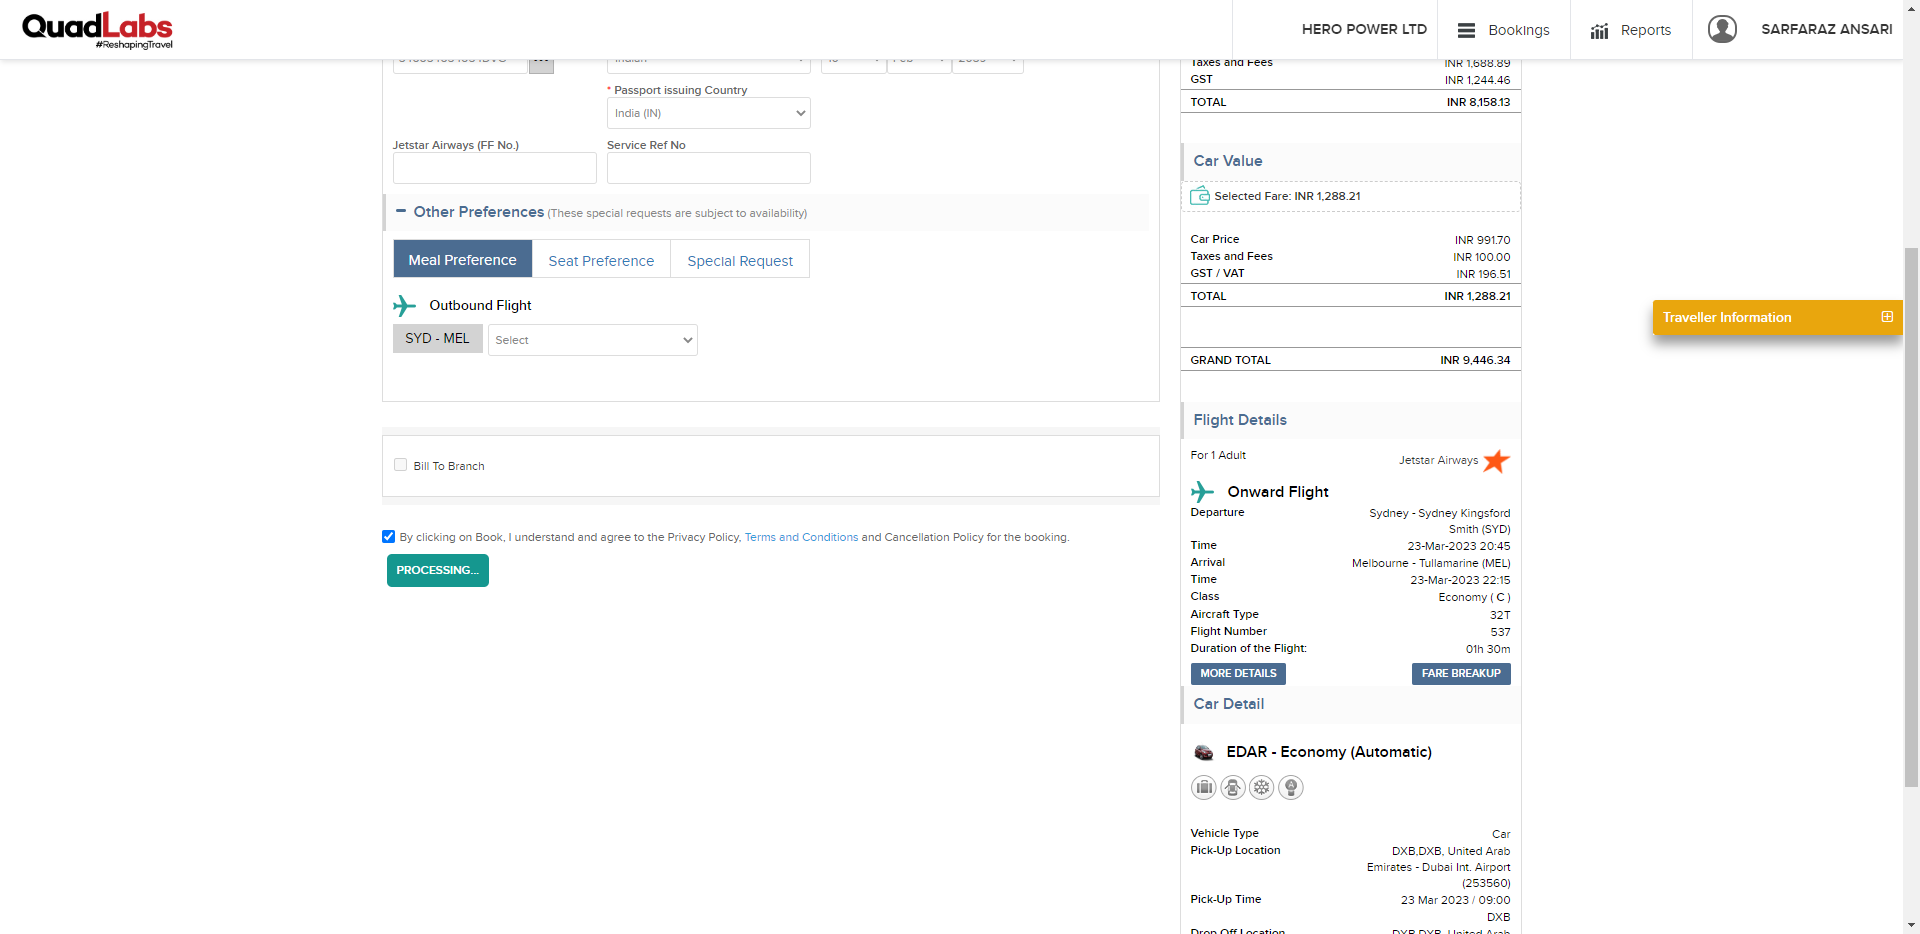 QuadLabs
#ReshapingTravel
HERO POWER LTD
Bookings
Reports
SARFARAZ ANSARI
* Passport issuing Country
India (IN)
Jetstar Airways (FF No.)
Service Ref No
Other Preferences (These special requests are subject to availability)
Meal Preference
Seat Preference
Special Request
Outbound Flight
SYD - MEL
Select
Bill To Branch
By clicking on Book, I understand and agree to the Privacy Policy, Terms and Conditions and Cancellation Policy for the booking.
PROCESSING...
Taxes and Fees INR 1,688.89
GST INR 1,244.46
TOTAL INR 8,158.13
Car Value
Selected Fare: INR 1,288.21
Car Price INR 991.70
Taxes and Fees INR 100.00
GST / VAT INR 196.51
TOTAL INR 1,288.21
GRAND TOTAL INR 9,446.34
Flight Details
For 1 Adult Jetstar Airways
Onward Flight
Departure Sydney - Sydney Kingsford
Smith (SYD)
Time 23-Mar-2023 20:45
Arrival Melbourne - Tullamarine (MEL)
Time 23-Mar-2023 22:15
Class Economy ( C )
Aircraft Type 32T
Flight Number 537
Duration of the Flight: 01h 30m
MORE DETAILS
FARE BREAKUP
Car Detail
EDAR - Economy (Automatic)
Vehicle Type Car
Pick-Up Location DXB,DXB, United Arab
Emirates - Dubai Int. Airport
(253560)
Pick-Up Time 23 Mar 2023 / 09:00
DXB
Drop Off Location DXB,DXB, United Arab
Traveller Information